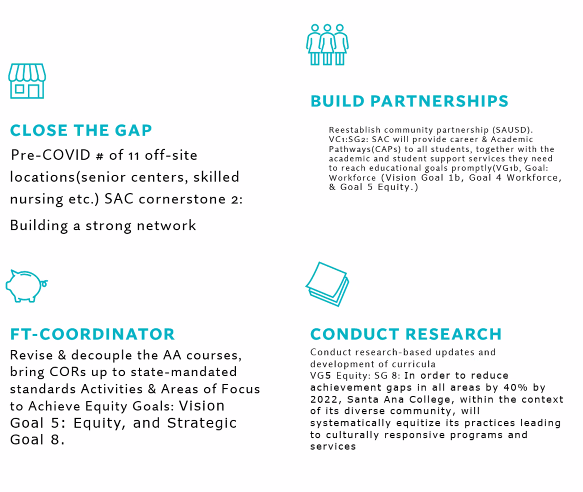 CLOSE THE GAP
Pre-COVID # of 11 off-site
locations(senior centers, skilled
nursing etc.) SAC cornerstone 2:
Building a strong network
BUILD PARTNERSHIPS
Reestablish community partnership (SAUSD).
VC1:SG2: SAC will provide career & Academic
Pathways(CAPs) to all students, together with the
academic and student support services they need
to reach educational goals promptly(VG1b, Goal:
Workforce (Vision Goal 1b, Goal 4 Workforce,
& Goal 5 Equity.)
FT-COORDINATOR
Revise & decouple the AA courses,
bring CORs up to state-mandated
standards Activities & Areas of Focus
to Achieve Equity Goals: Vision
Goal 5: Equity, and Strategic
Goal 8.
CONDUCT RESEARCH
Conduct research-based updates and
development of curricula
VG5 Equity: SG 8: In order to reduce
achievement gaps in all areas by 40% by
2022, Santa Ana College, within the context
of its diverse community, will
systematically equitize its practices leading
to culturally responsive programs and
services